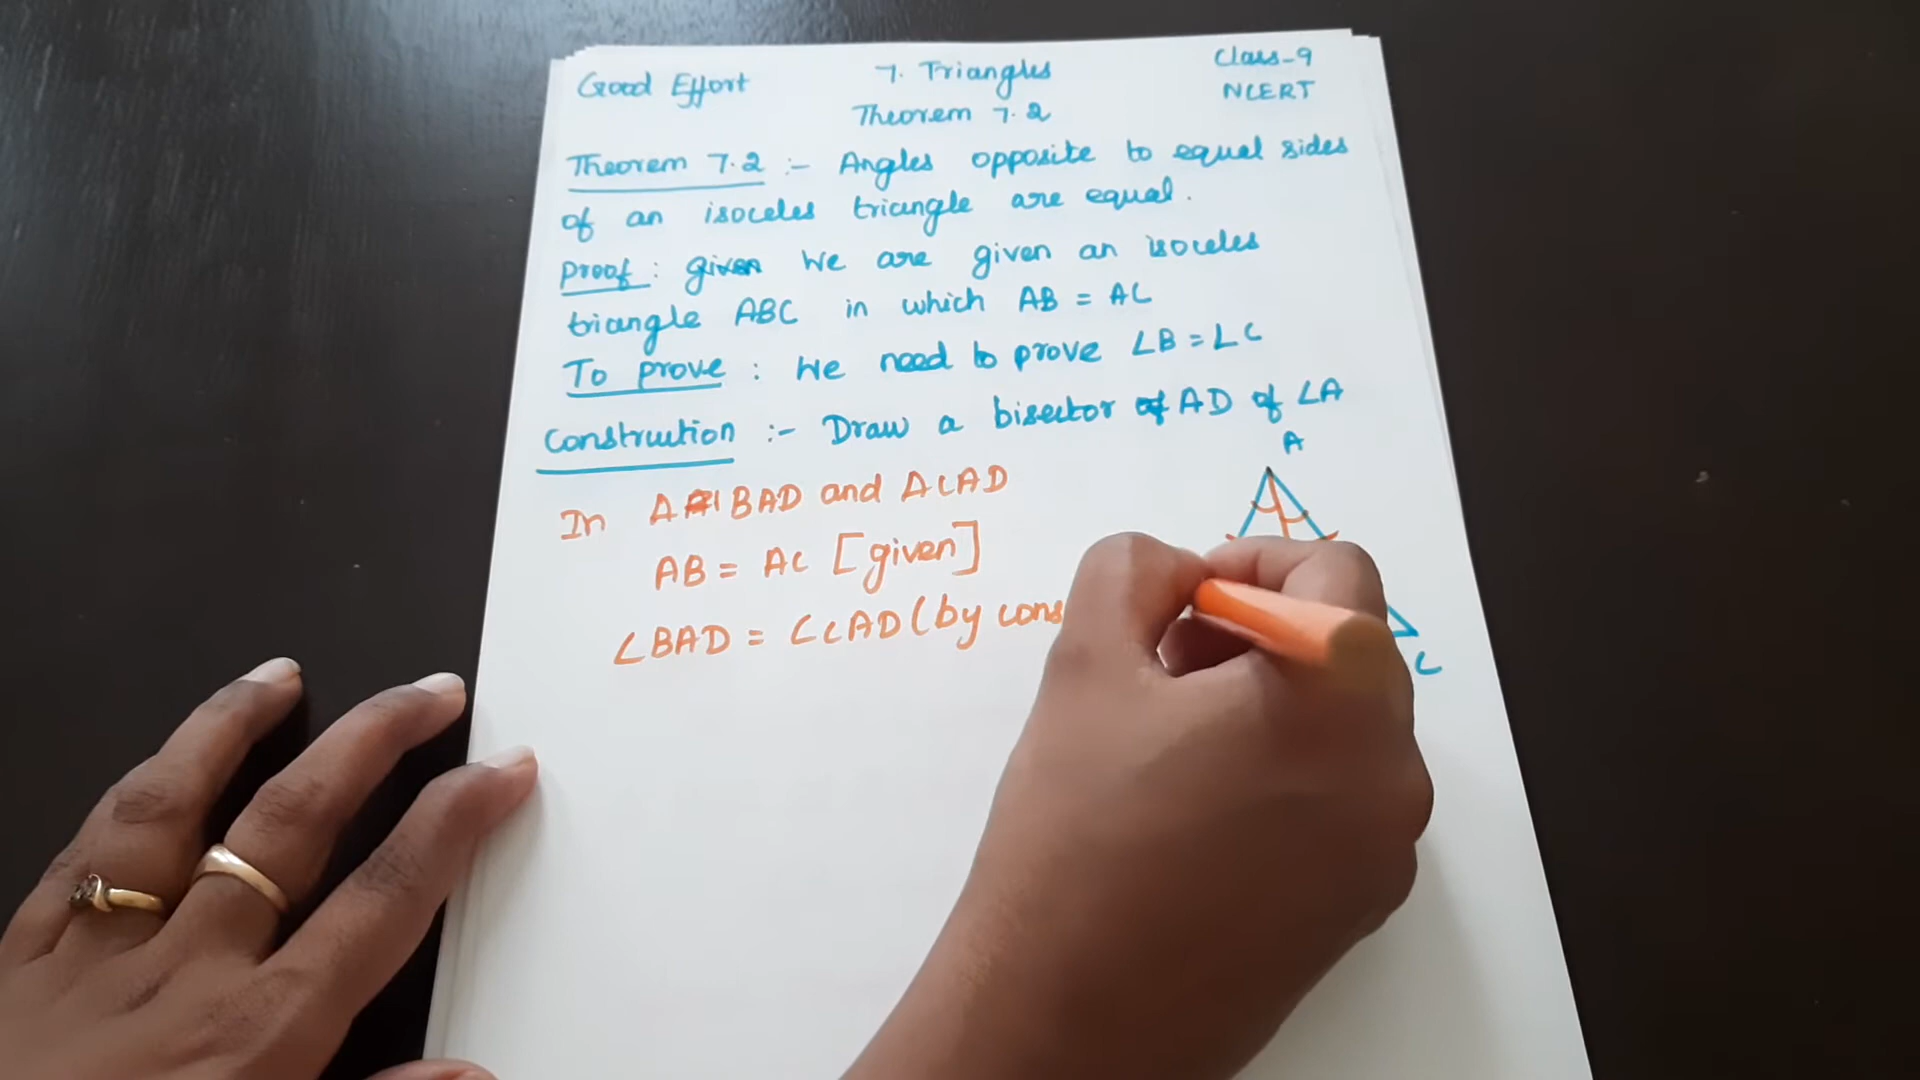 Good Effort
7. Triangles
Class-9
NCERT
Theorem 7.2
Theorem 7.2 :- Angles opposite to equal sides
of an isoceles triangle are equal.
Proof : given We are given an isoceles
triangle ABC in which AB = AC
To prove : We need to prove ∠B = ∠C
Construction :- Draw a bisector of AD of ∠A
A
In Δ BAD and ΔCAD
AB = AC [given]
∠BAD = ∠CAD (by cons
C